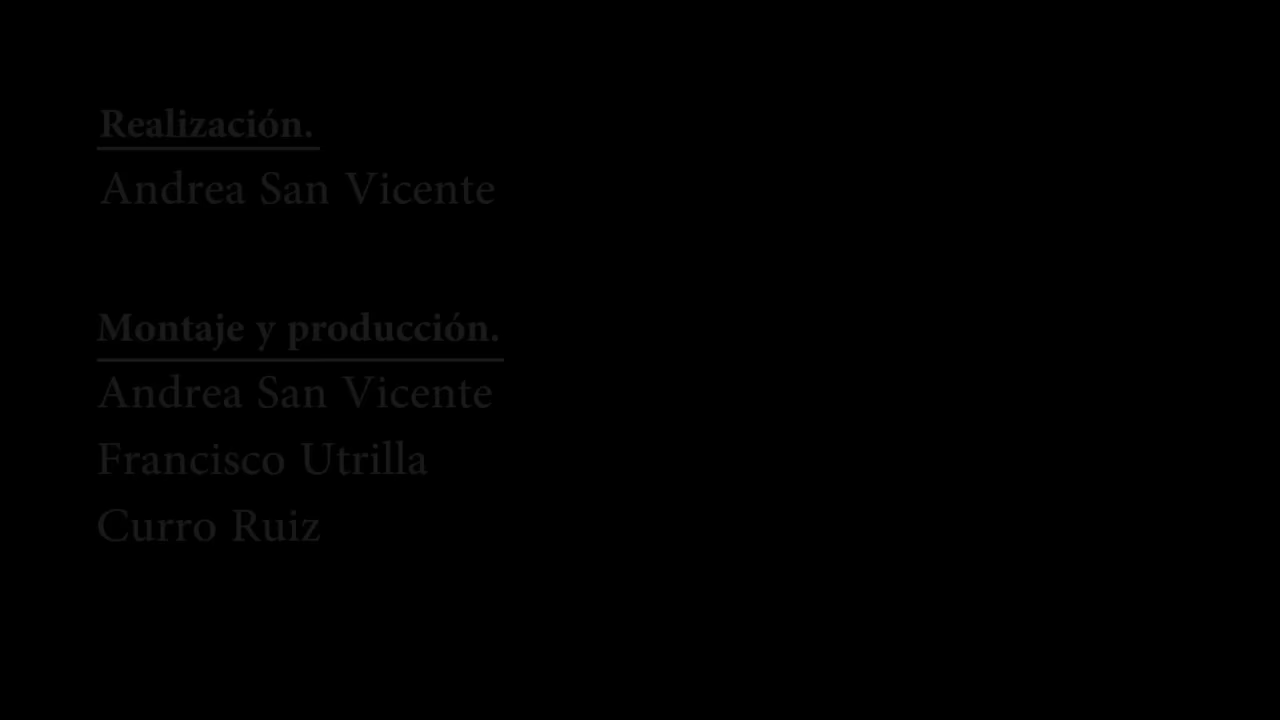 Realización.
Andrea San Vicente
Montaje y producción.
Andrea San Vicente
Francisco Utrilla
Curro Ruiz